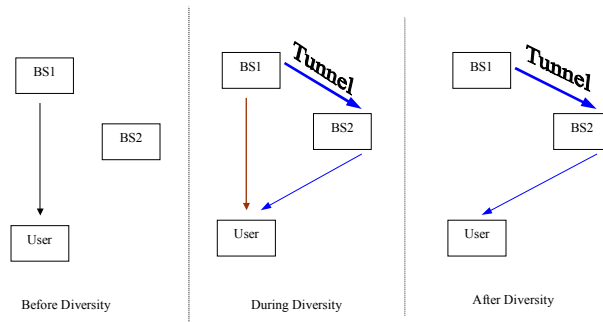 BS1
BS2
User
Before Diversity
BS1
Tunnel
BS2
User
During Diversity
BS1
Tunnel
BS2
User
After Diversity